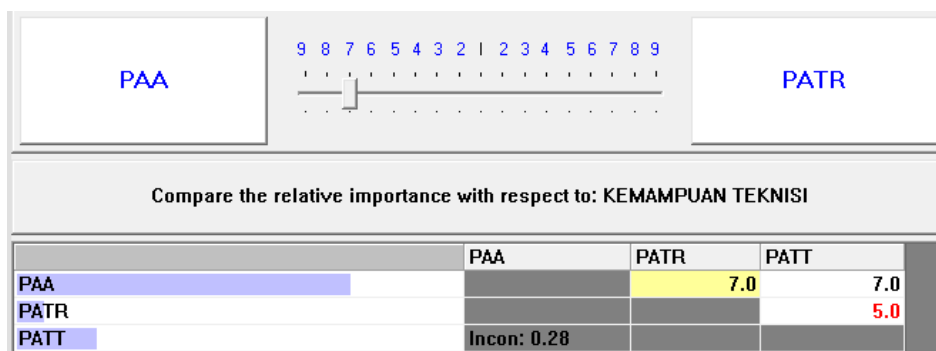 9 8 7 6 5 4 3 2 | 2 3 4 5 6 7 8 9
PAA PATR
Compare the relative importance with respect to: KEMAMPUAN TEKNISI
PAA PATR PATT
PAA 7.0 7.0
PATR 5.0
PATT Incon: 0.28